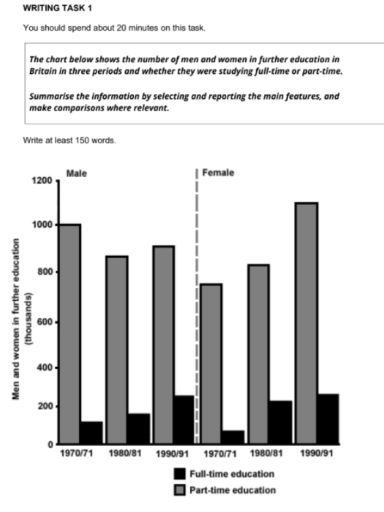 WRITING TASK 1
You should spend about 20 minutes on this task.
The chart below shows the number of men and women in further education in
Britain in three periods and whether they were studying full-time or part-time.
Summarise the information by selecting and reporting the main features, and
make comparisons where relevant.
Write at least 150 words.
Male
Female
1200
1000
800
600
400
200
0
Men and women in further education
(thousands)
1970/71 1980/81 1990/91 1970/71 1980/81 1990/91
Full-time education
Part-time education